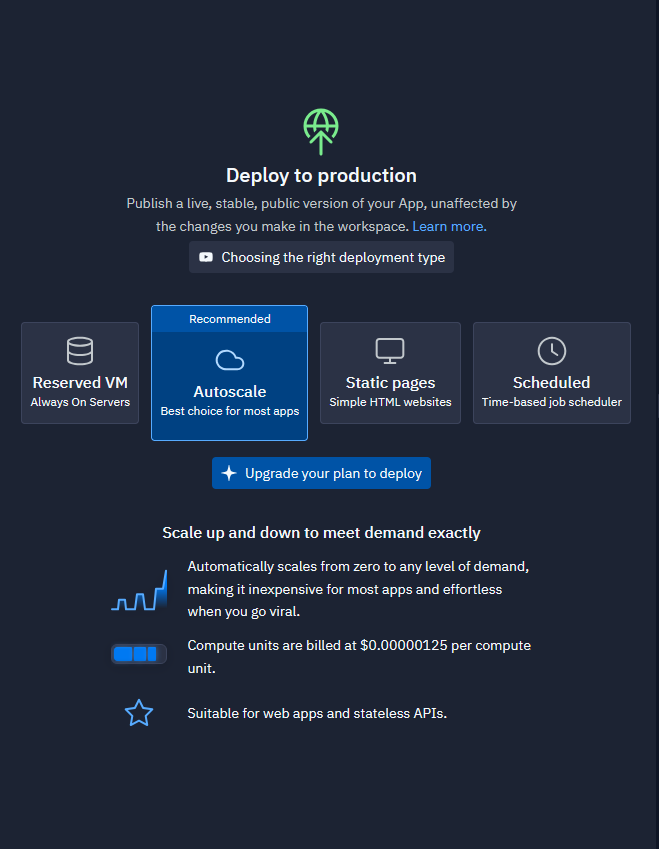 Deploy to production
Publish a live, stable, public version of your App, unaffected by
the changes you make in the workspace. Learn more.
Choosing the right deployment type
Reserved VM
Always On Servers
Recommended
Autoscale
Best choice for most apps
Static pages
Simple HTML websites
Scheduled
Time-based job scheduler
Upgrade your plan to deploy
Scale up and down to meet demand exactly
Automatically scales from zero to any level of demand,
making it inexpensive for most apps and effortless
when you go viral.
Compute units are billed at $0.00000125 per compute
unit.
Suitable for web apps and stateless APIs.